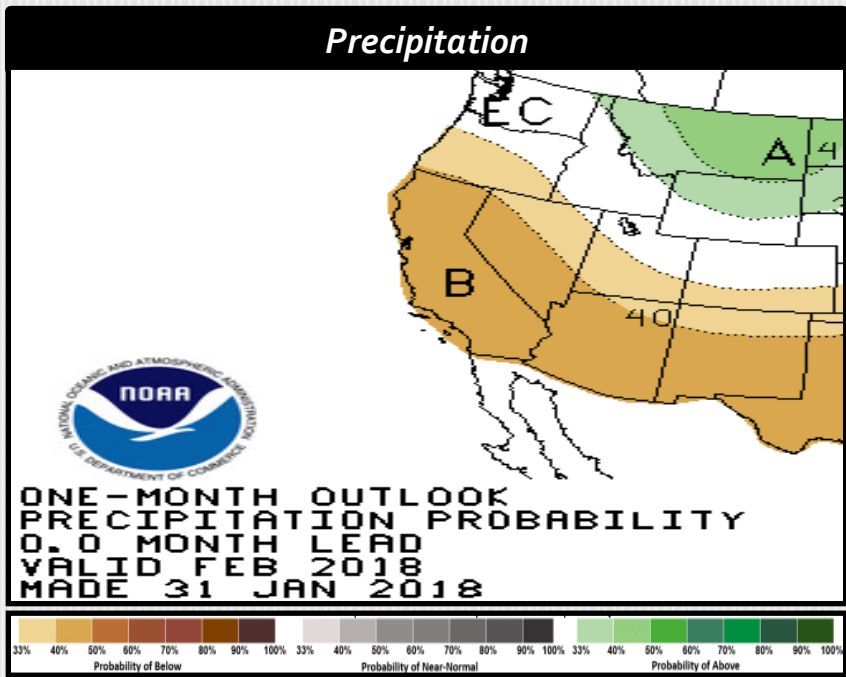 Precipitation
EC
A
4
B
40
NATIONAL OCEANIC AND ATMOSPHERIC ADMINISTRATION
NOAA
U.S. DEPARTMENT OF COMMERCE
ONE-MONTH OUTLOOK
PRECIPITATION PROBABILITY
0.0 MONTH LEAD
VALID FEB 2018
MADE 31 JAN 2018
33% 40% 50% 60% 70% 80% 90% 100% 33% 40% 50% 60% 70% 80% 90% 100% 33% 40% 50% 60% 70% 80% 90% 100%
Probability of Below Probability of Near-Normal Probability of Above